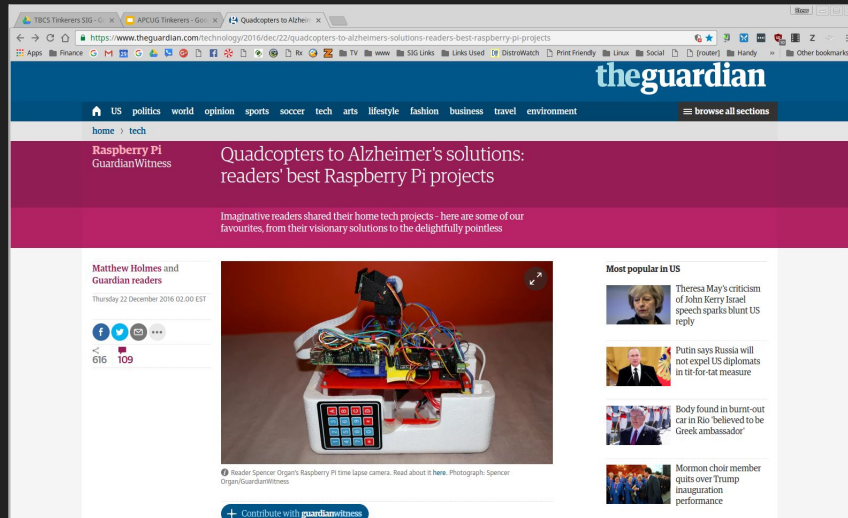 TBCS Tinkerers SIG - G
APCUG Tinkerers - Goo
Quadcopters to Alzheim
https://www.theguardian.com/technology/2016/dec/22/quadcopters-to-alzheimers-solutions-readers-best-raspberry-pi-projects
Apps Finance Rx TV www SIG Links Links Used DistroWatch Print Friendly Linux Social (router) Handy » Other bookmarks
theguardian
US politics world opinion sports soccer tech arts lifestyle fashion business travel environment
browse all sections
home › tech
Raspberry Pi
GuardianWitness
Quadcopters to Alzheimer's solutions:
readers' best Raspberry Pi projects
Imaginative readers shared their home tech projects – here are some of our
favourites, from their visionary solutions to the delightfully pointless
Matthew Holmes and
Guardian readers
Thursday 22 December 2016 02.00 EST
616 109
Reader Spencer Organ's Raspberry Pi time lapse camera. Read about it here. Photograph: Spencer
Organ/GuardianWitness
+ Contribute with guardianwitness
Most popular in US
Theresa May's criticism
of John Kerry Israel
speech sparks blunt US
reply
Putin says Russia will
not expel US diplomats
in tit-for-tat measure
Body found in burnt-out
car in Rio 'believed to be
Greek ambassador'
Mormon choir member
quits over Trump
inauguration
performance